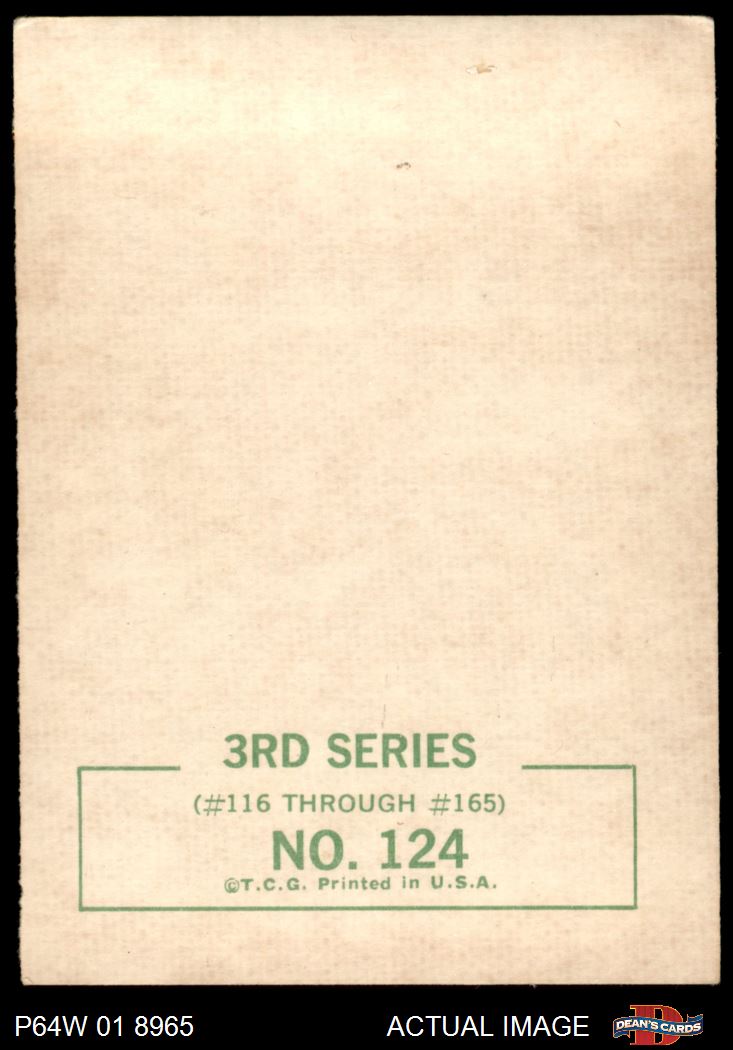 3RD SERIES
(#116 THROUGH #165)
NO. 124
©T.C.G. Printed in U.S.A.
P64W 01 8965
ACTUAL IMAGE
DEAN'S CARDS